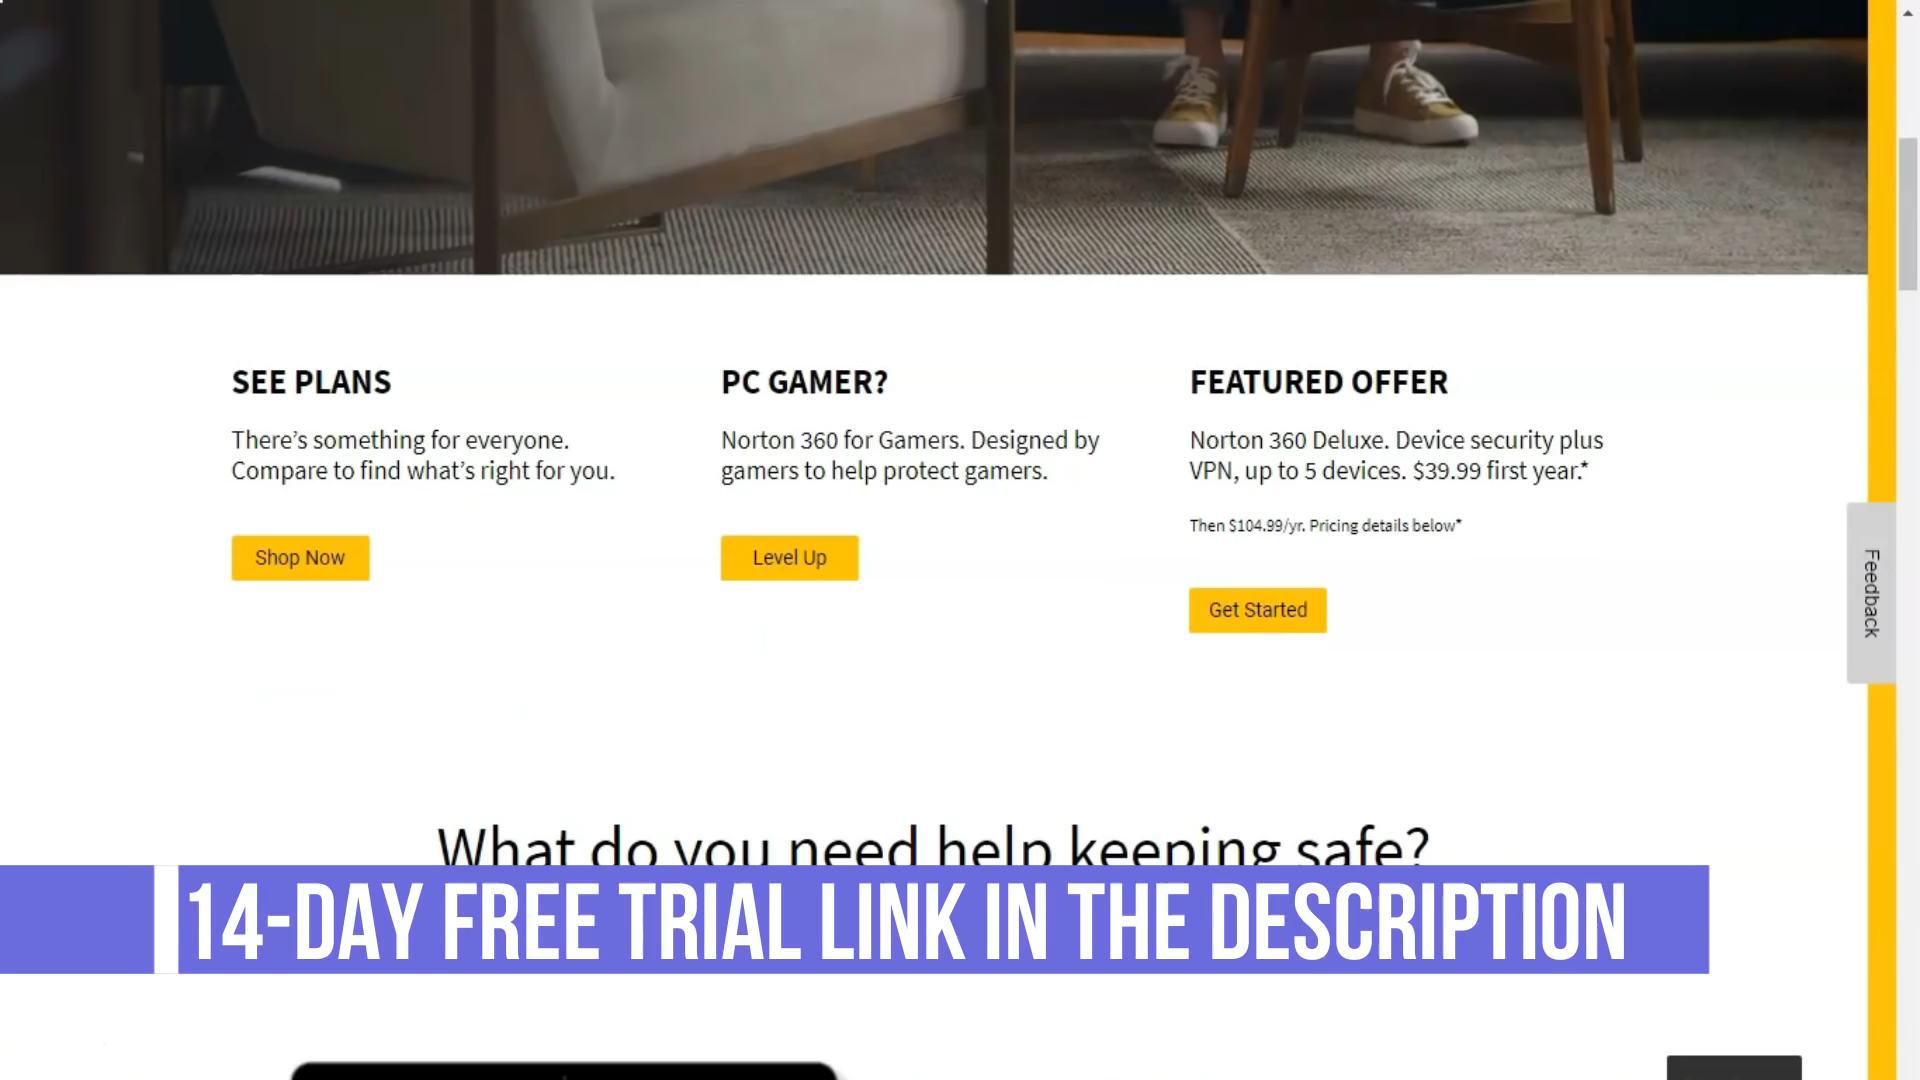 SEE PLANS
There’s something for everyone.
Compare to find what’s right for you.
Shop Now
PC GAMER?
Norton 360 for Gamers. Designed by
gamers to help protect gamers.
Level Up
FEATURED OFFER
Norton 360 Deluxe. Device security plus
VPN, up to 5 devices. $39.99 first year.*
Then $104.99/yr. Pricing details below*
Get Started
Feedback
What do you need help keeping safe?
14-DAY FREE TRIAL LINK IN THE DESCRIPTION